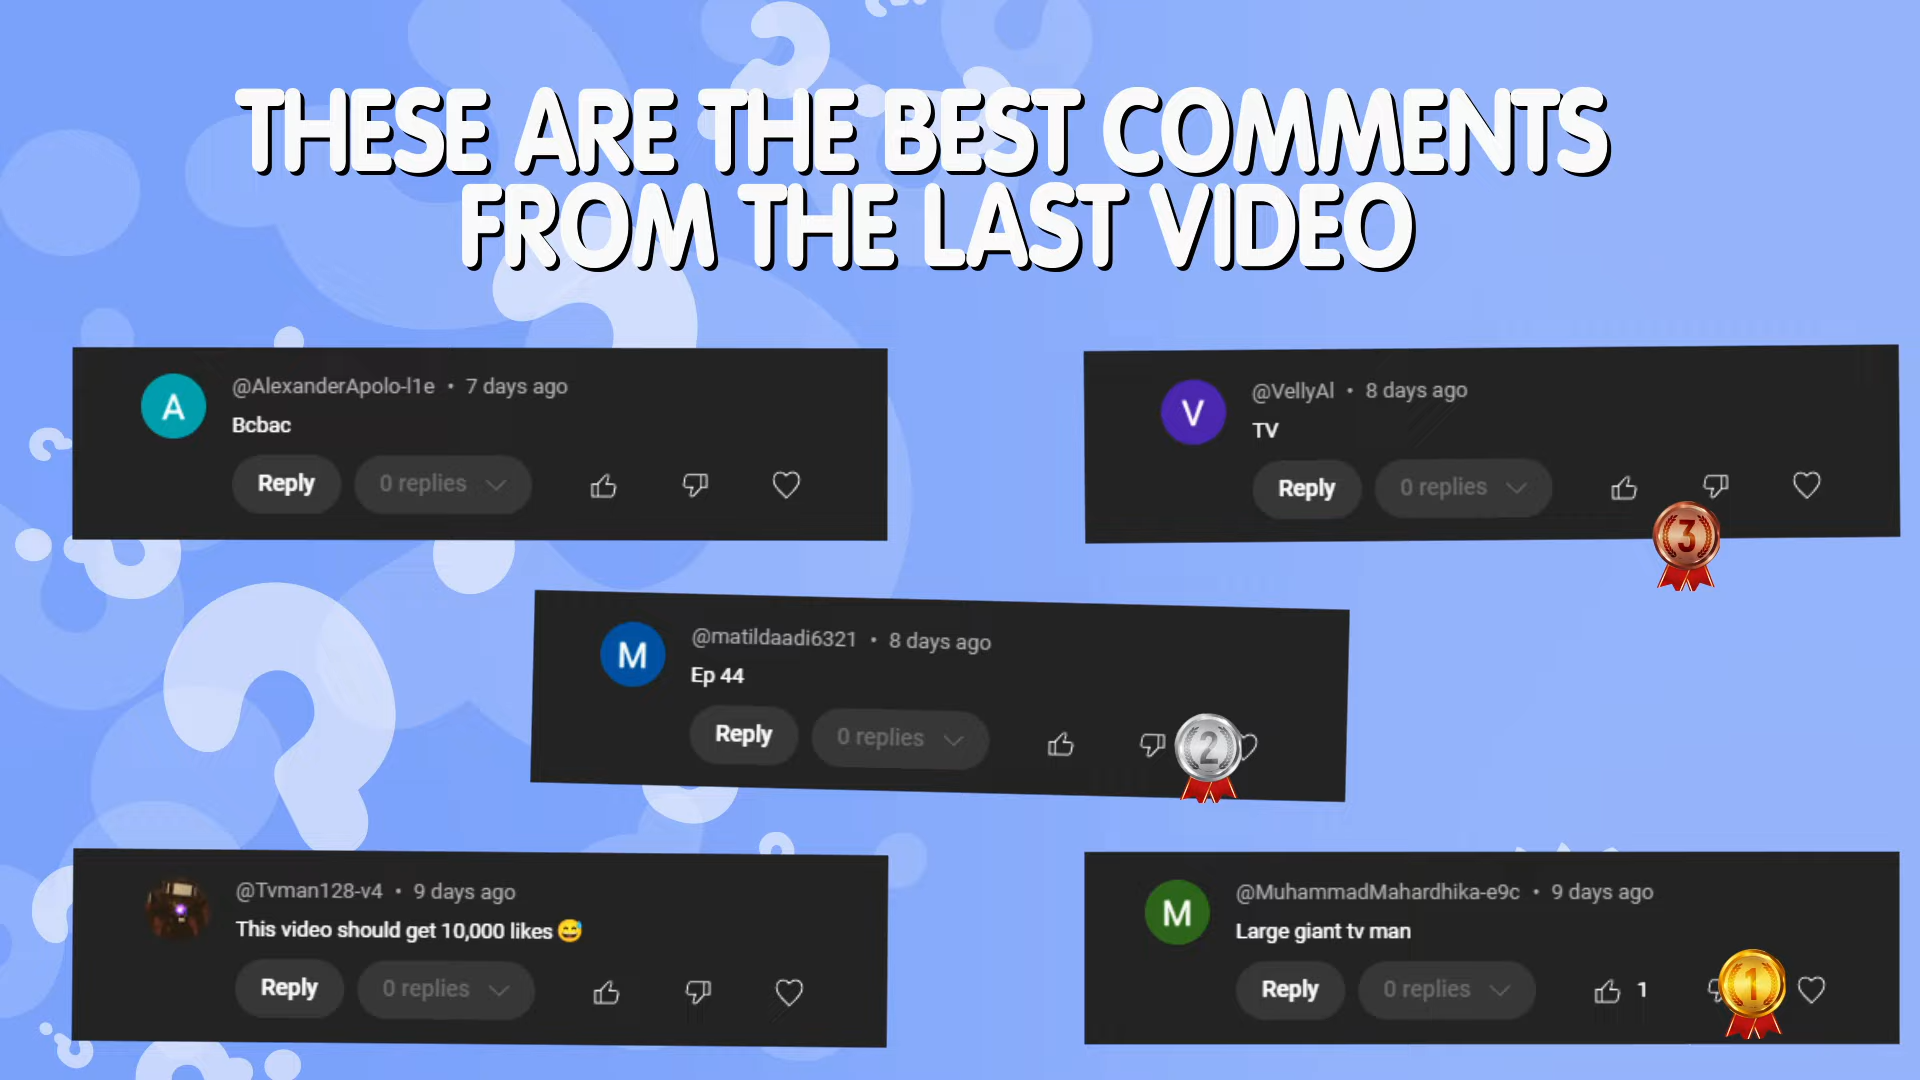 THESE ARE THE BEST COMMENTS
FROM THE LAST VIDEO
A
@AlexanderApolo-l1e • 7 days ago
Bcbac
Reply
0 replies
V
@VellyAl • 8 days ago
TV
Reply
0 replies
3
M
@matildaadi6321 • 8 days ago
Ep 44
Reply
0 replies
2
@Tvman128-v4 • 9 days ago
This video should get 10,000 likes 😅
Reply
0 replies
M
@MuhammadMahardhika-e9c • 9 days ago
Large giant tv man
Reply
0 replies
1
1